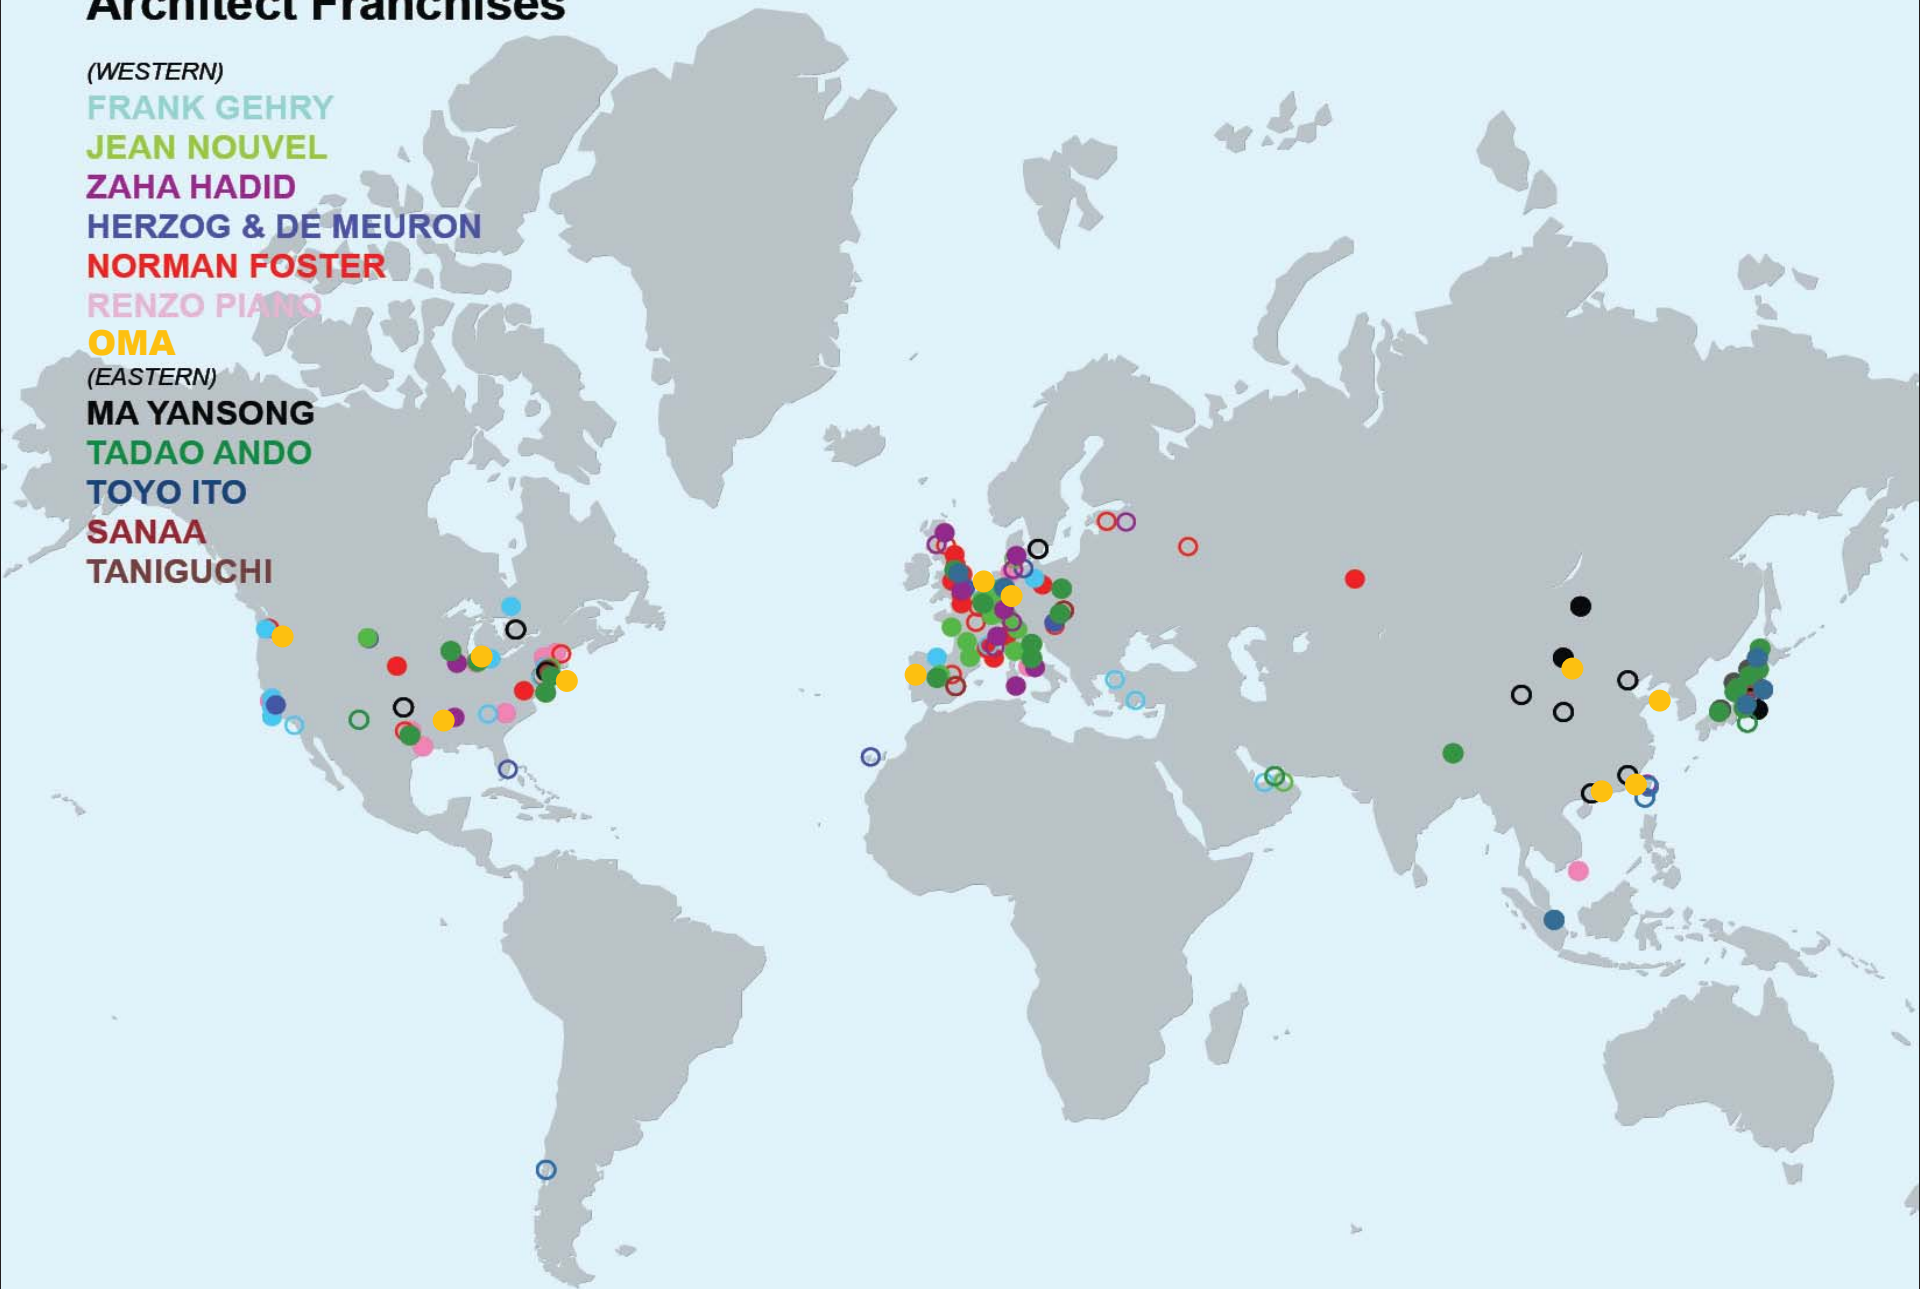 Architect Franchises
(WESTERN)
FRANK GEHRY
JEAN NOUVEL
ZAHA HADID
HERZOG & DE MEURON
NORMAN FOSTER
RENZO PIANO
OMA
(EASTERN)
MA YANSONG
TADAO ANDO
TOYO ITO
SANAA
TANIGUCHI